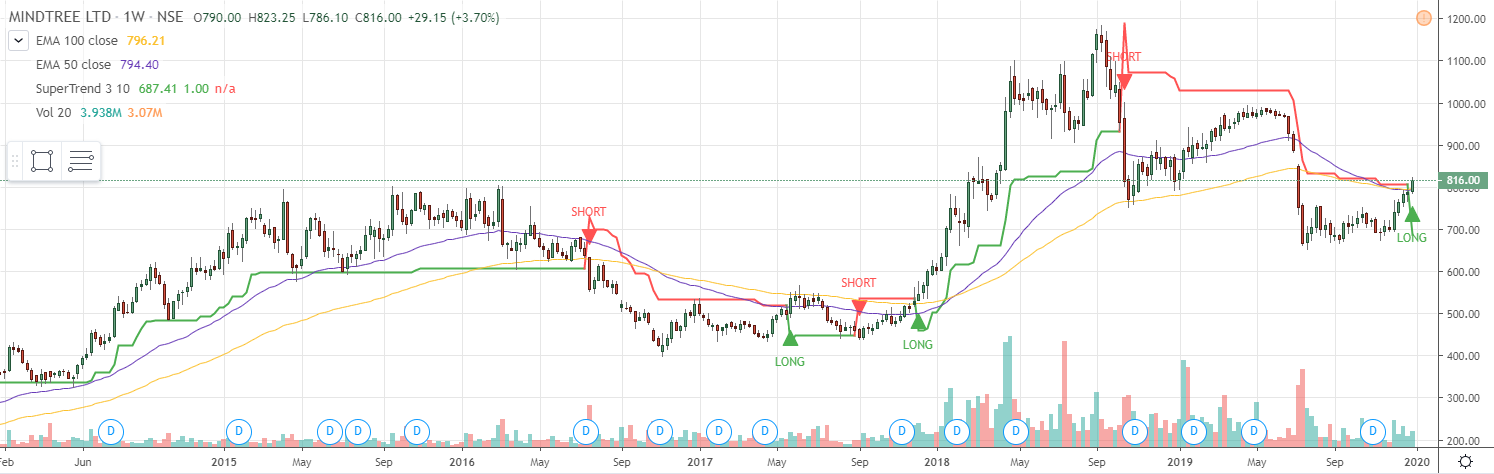 MINDTREE LTD · 1W · NSE O790.00 H823.25 L786.10 C816.00 +29.15 (+3.70%)
EMA 100 close 796.21
EMA 50 close 794.40
SuperTrend 3 10 687.41 1.00 n/a
Vol 20 3.938M 3.07M
1200.00
SHORT
1100.00
1000.00
900.00
816.00
800.00
SHORT
LONG
700.00
600.00
SHORT
500.00
LONG
LONG
400.00
300.00
D D D D D D D D D D D D D D D D D
200.00
Feb Jun 2015 May Sep 2016 May Sep 2017 May Sep 2018 May Sep 2019 May Sep 2020